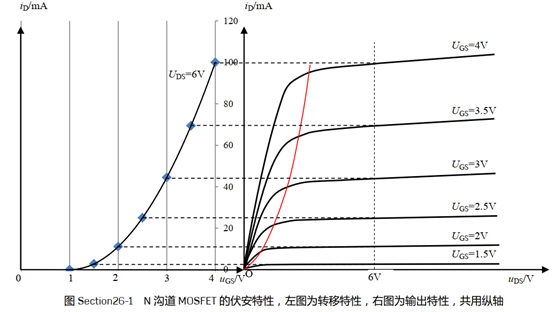 iD/mA
iD/mA
120
100
80
60
40
20
0
UDS=6V
UGS=4V
UGS=3.5V
UGS=3V
UGS=2.5V
UGS=2V
UGS=1.5V
0 1 2 3 4 uGS/V
O 6V uDS/V
图 Section26-1 N 沟道 MOSFET 的伏安特性，左图为转移特性，右图为输出特性，共用纵轴